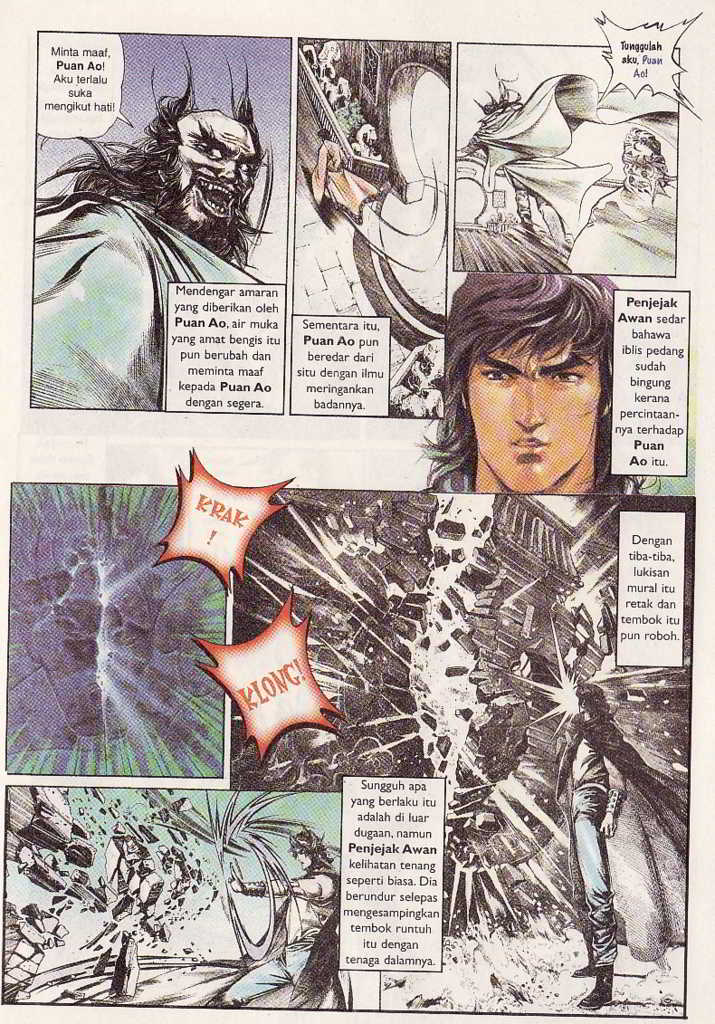 Minta maaf,
Puan Ao!
Aku terlalu
suka
mengikut hati!
Mendengar amaran
yang diberikan oleh
Puan Ao, air muka
yang amat bengis itu
pun berubah dan
meminta maaf
kepada Puan Ao
dengan segera.
Sementara itu,
Puan Ao pun
beredar dari
situ dengan ilmu
meringankan
badannya.
Tunggulah
aku, Puan
Ao!
Penjejak
Awan sedar
bahawa
iblis pedang
sudah
bingung
kerana
percintaan-
nya terhadap
Puan
Ao itu.
KRAK
!
KLONG!
Dengan
tiba-tiba,
lukisan
mural itu
retak dan
tembok itu
pun roboh.
Sungguh apa
yang berlaku itu
adalah di luar
dugaan, namun
Penjejak Awan
kelihatan tenang
seperti biasa. Dia
berundur selepas
mengesampingkan
tembok runtuh
itu dengan
tenaga dalamnya.